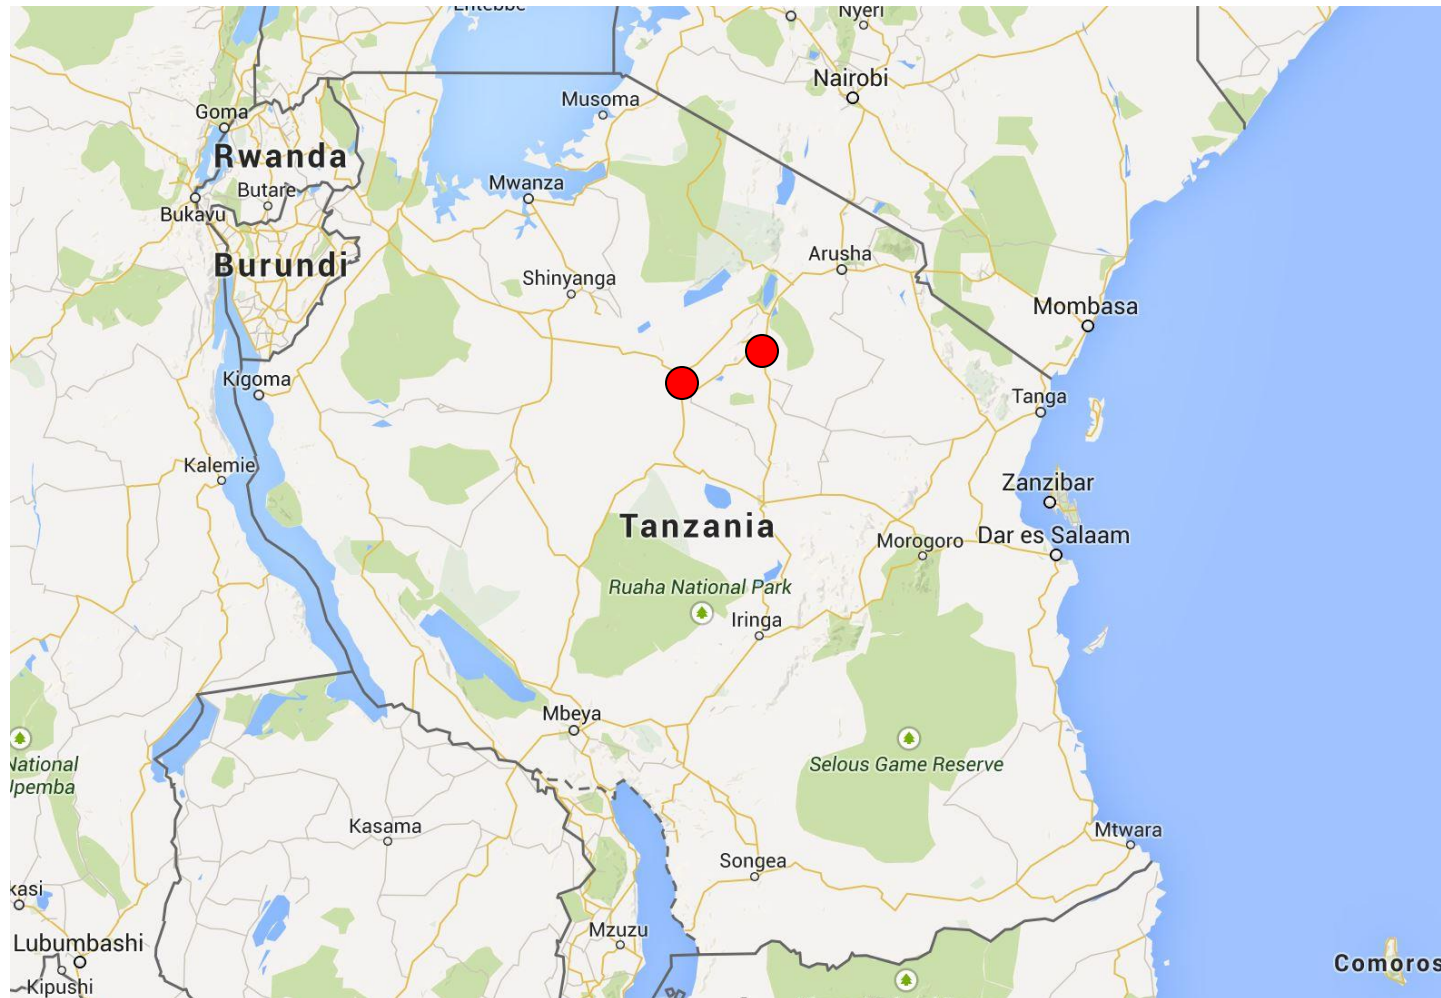 Entebbe
Nyeri
Nairobi
Musoma
Goma
Rwanda
Mwanza
Butare
Bukavu
Arusha
Burundi
Shinyanga
Mombasa
Kigoma
Tanga
Kalemie
Zanzibar
Tanzania
Dar es Salaam
Morogoro
Ruaha National Park
Iringa
Mbeya
National
Upemba
Selous Game Reserve
Kasama
Mtwara
Songea
kasi
Mzuzu
Lubumbashi
Comoros
Kipushi